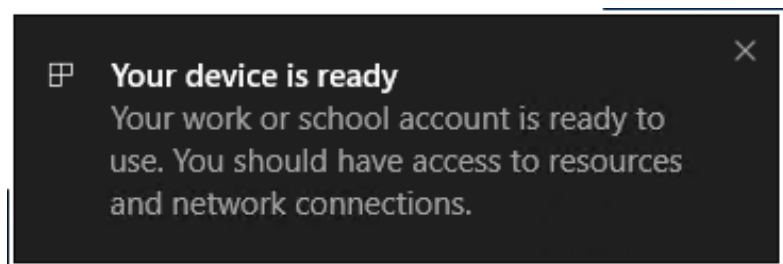 Your device is ready
Your work or school account is ready to
use. You should have access to resources
and network connections.